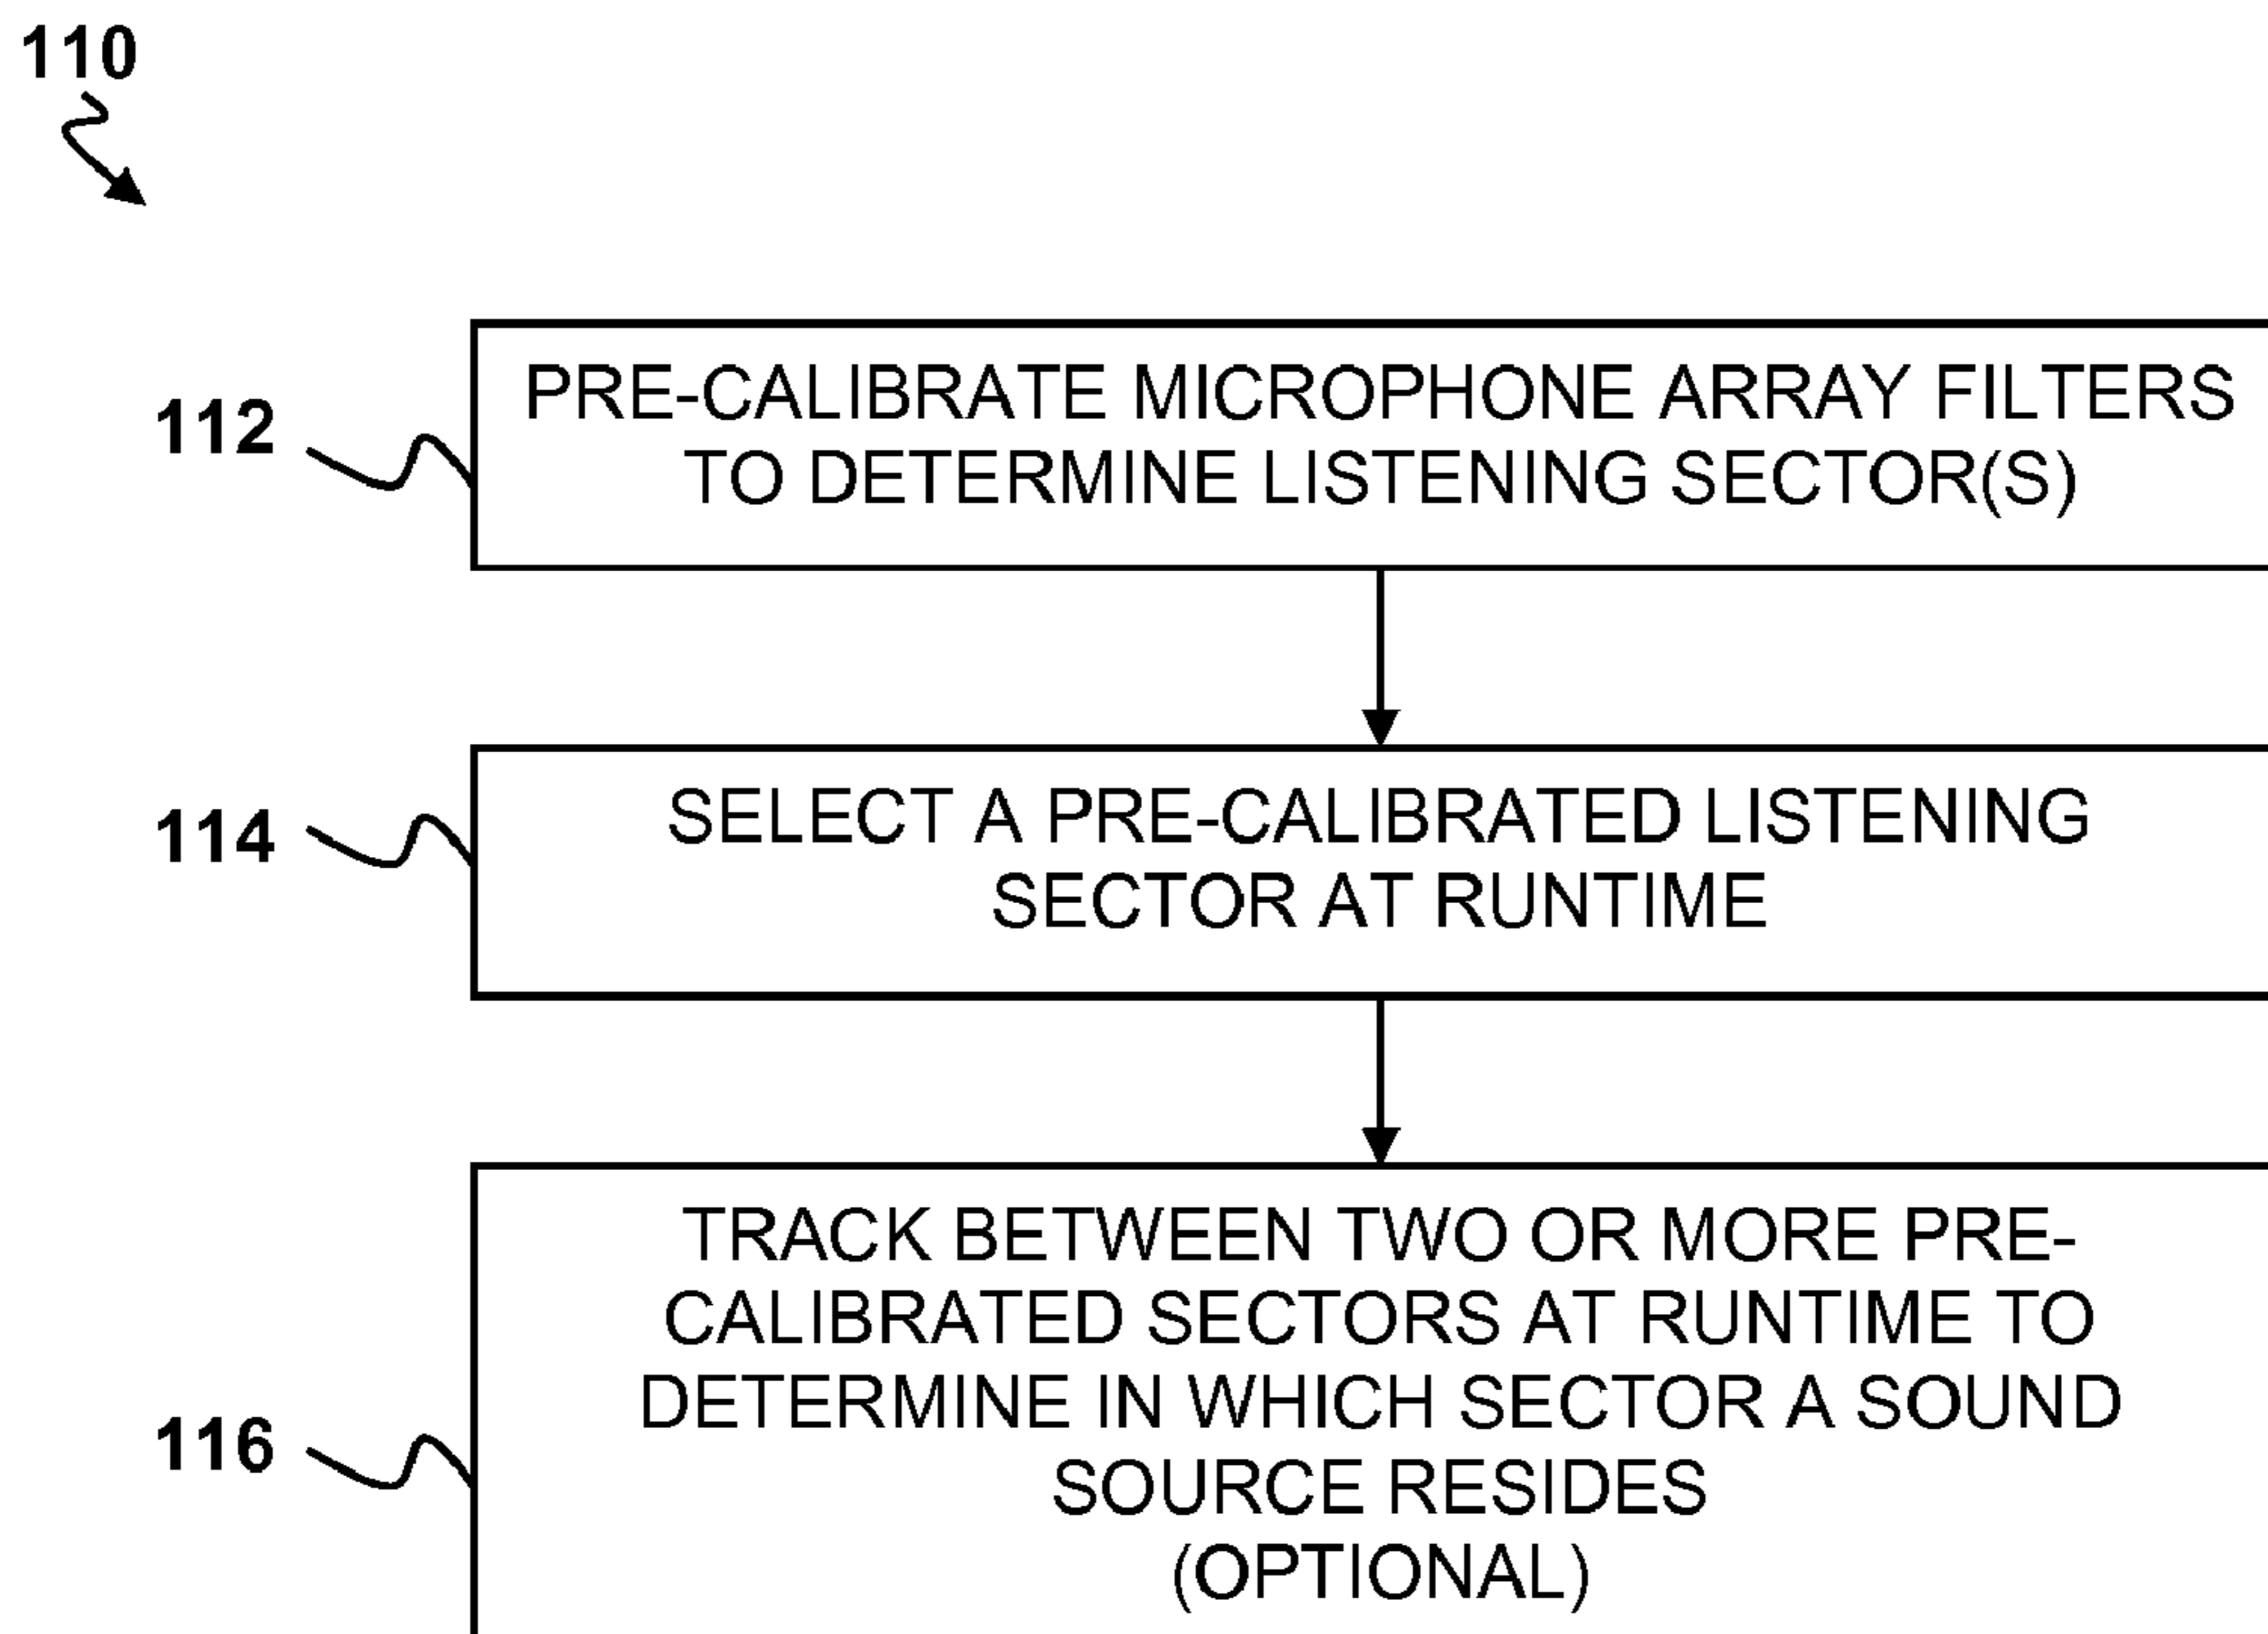 110
112
PRE-CALIBRATE MICROPHONE ARRAY FILTERS
TO DETERMINE LISTENING SECTOR(S)
114
SELECT A PRE-CALIBRATED LISTENING
SECTOR AT RUNTIME
116
TRACK BETWEEN TWO OR MORE PRE-
CALIBRATED SECTORS AT RUNTIME TO
DETERMINE IN WHICH SECTOR A SOUND
SOURCE RESIDES
(OPTIONAL)